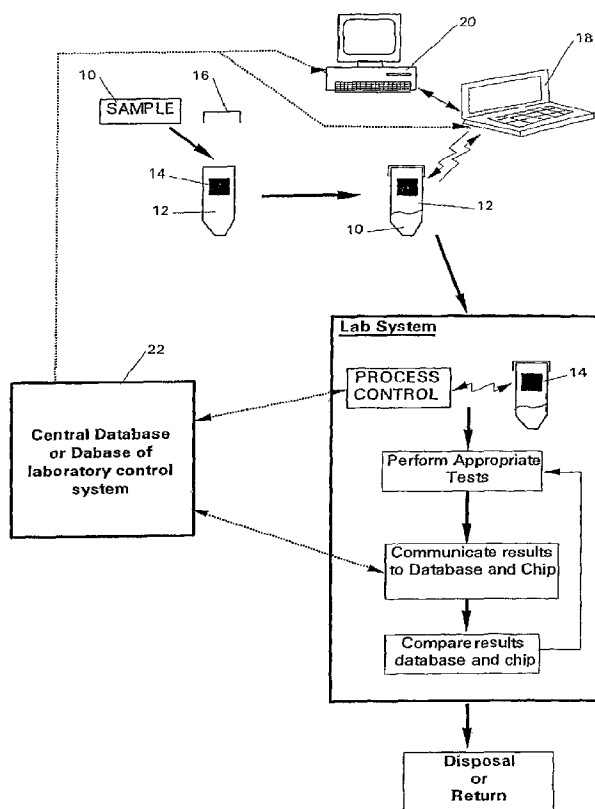 20
18
10
SAMPLE
16
14
12
12
10
Lab System
22
PROCESS
CONTROL
14
Central Database
or Dabase of
laboratory control
system
Perform Appropriate
Tests
Communicate results
to Database and Chip
Compare results
database and chip
Disposal
or
Return